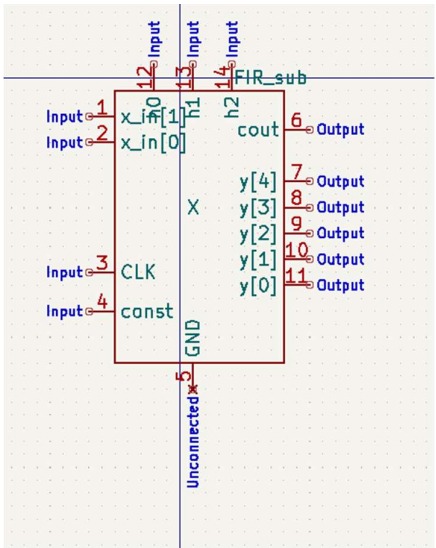 Input Input Input
12 13 14 FIR_sub
h0 h1 h2
Input 1 x_in[1]
cout 6 Output
Input 2 x_in[0]
y[4] 7 Output
X y[3] 8 Output
y[2] 9 Output
y[1] 10 Output
Input 3 CLK
y[0] 11 Output
Input 4 const
GND
5
Unconnected